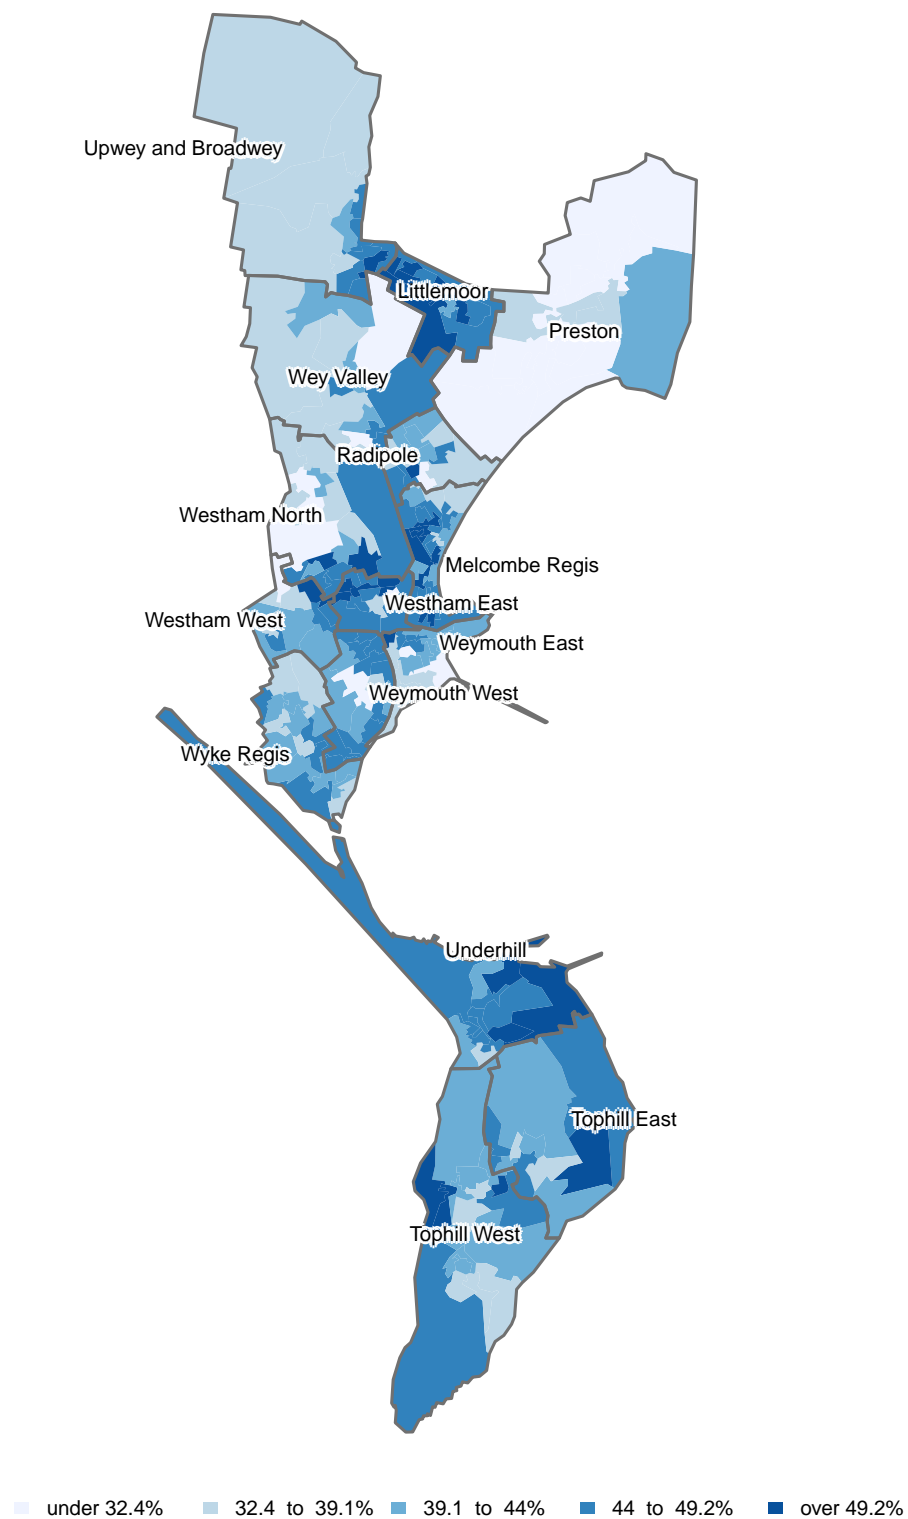 Upwey and Broadwey
Littlemoor
Preston
Wey Valley
Radipole
Westham North
Melcombe Regis
Westham East
Westham West
Weymouth East
Weymouth West
Wyke Regis
Underhill
Tophill East
Tophill West
under 32.4% 32.4 to 39.1% 39.1 to 44% 44 to 49.2% over 49.2%